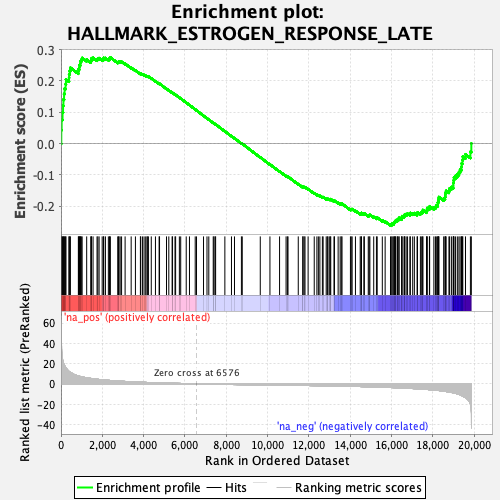 Enrichment plot:
HALLMARK_ESTROGEN_RESPONSE_LATE
Enrichment score (ES)
0.3
0.2
0.1
0.0
-0.1
-0.2
'na_pos' (positively correlated)
Ranked list metric (PreRanked)
60
40
20
0
-20
-40
Zero cross at 6576
'na_neg' (negatively correlated)
0 2,000 4,000 6,000 8,000 10,000 12,000 14,000 16,000 18,000 20,000
Rank in Ordered Dataset
Enrichment profile Hits Ranking metric scores